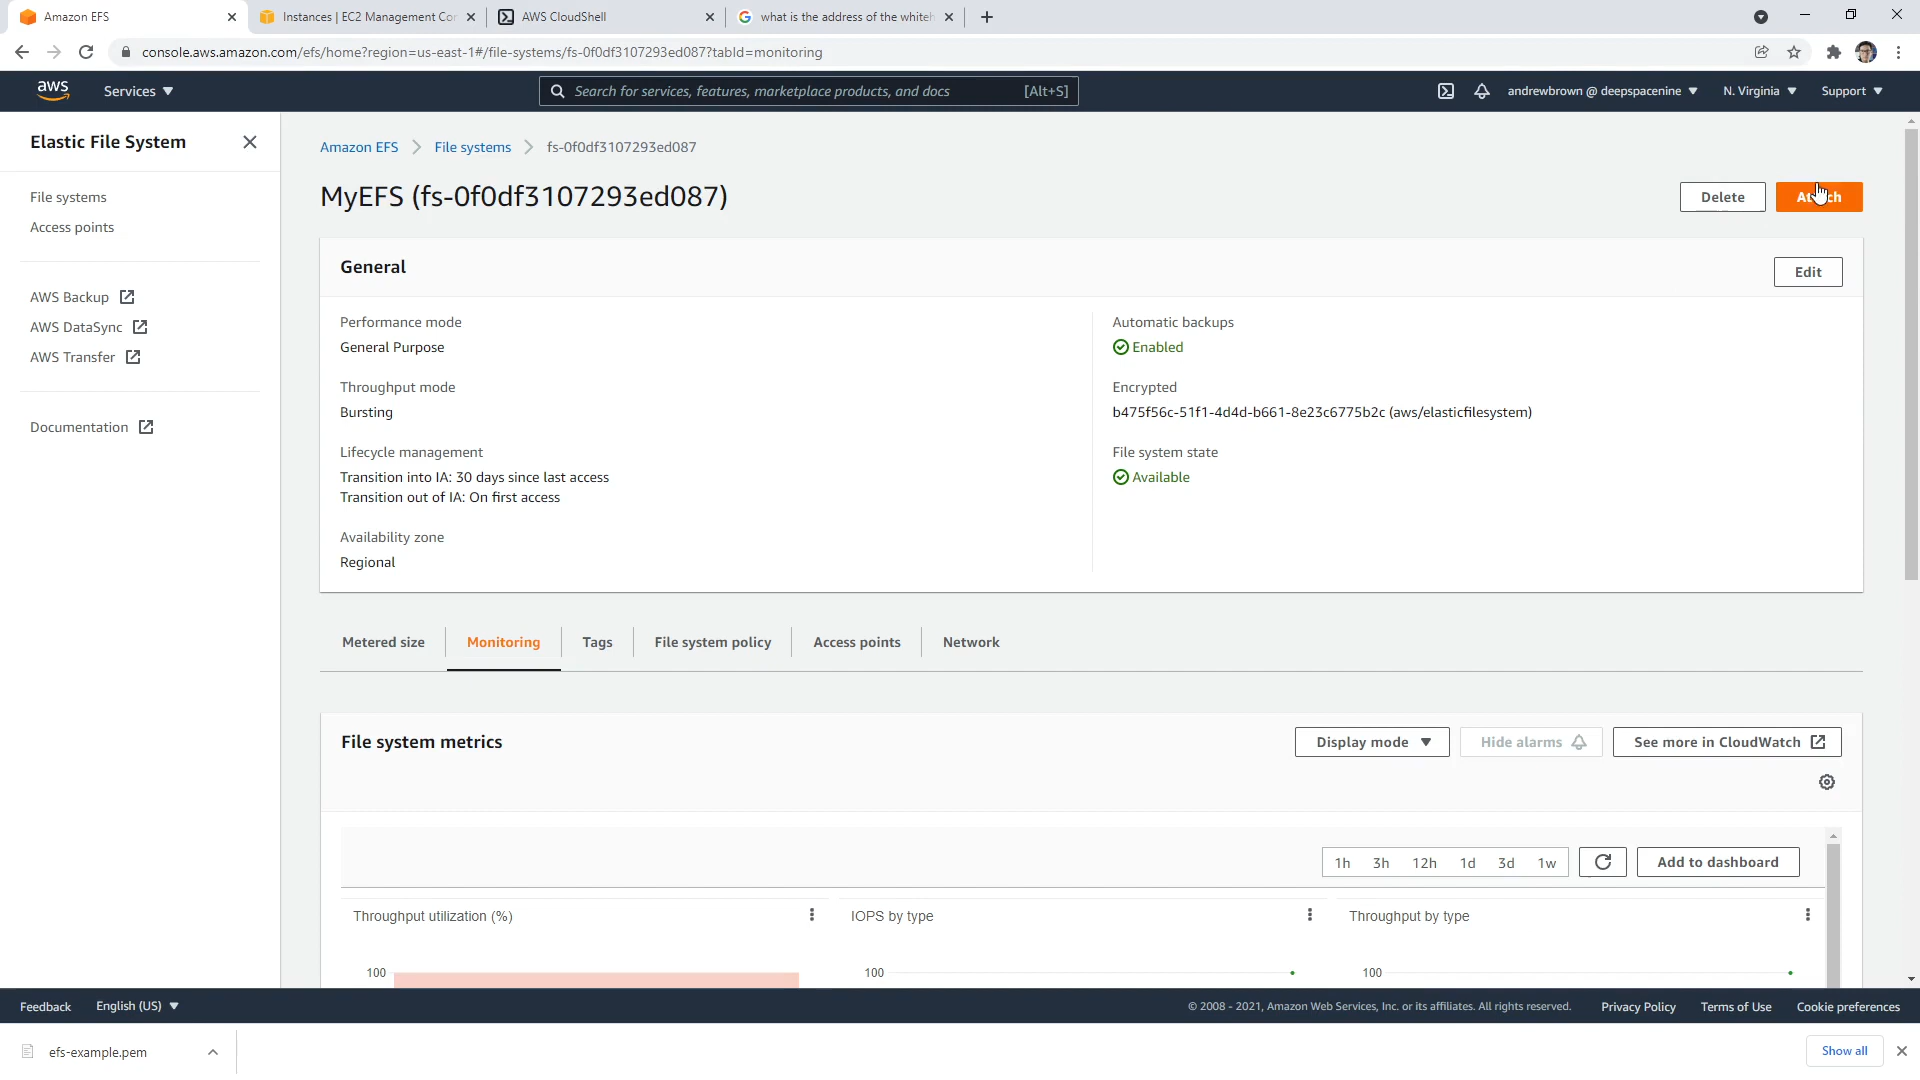 Amazon EFS
Instances | EC2 Management Cor
AWS CloudShell
what is the address of the whiteh
console.aws.amazon.com/efs/home?region=us-east-1#/file-systems/fs-0f0df3107293ed087?tabId=monitoring
aws
Services
Search for services, features, marketplace products, and docs
[Alt+S]
andrewbrown @ deepspacenine
N. Virginia
Support
Elastic File System
File systems
Access points
AWS Backup
AWS DataSync
AWS Transfer
Documentation
Amazon EFS
File systems
fs-0f0df3107293ed087
MyEFS (fs-0f0df3107293ed087)
Delete
General
Edit
Performance mode
General Purpose
Throughput mode
Bursting
Lifecycle management
Transition into IA: 30 days since last access
Transition out of IA: On first access
Availability zone
Regional
Automatic backups
Enabled
Encrypted
b475f56c-51f1-4d4d-b661-8e23c6775b2c (aws/elasticfilesystem)
File system state
Available
Metered size
Monitoring
Tags
File system policy
Access points
Network
File system metrics
Display mode
Hide alarms
See more in CloudWatch
1h 3h 12h 1d 3d 1w
Add to dashboard
Throughput utilization (%)
IOPS by type
Throughput by type
100
100
100
Feedback
English (US)
© 2008 - 2021, Amazon Web Services, Inc. or its affiliates. All rights reserved.
Privacy Policy
Terms of Use
Cookie preferences
efs-example.pem
Show all